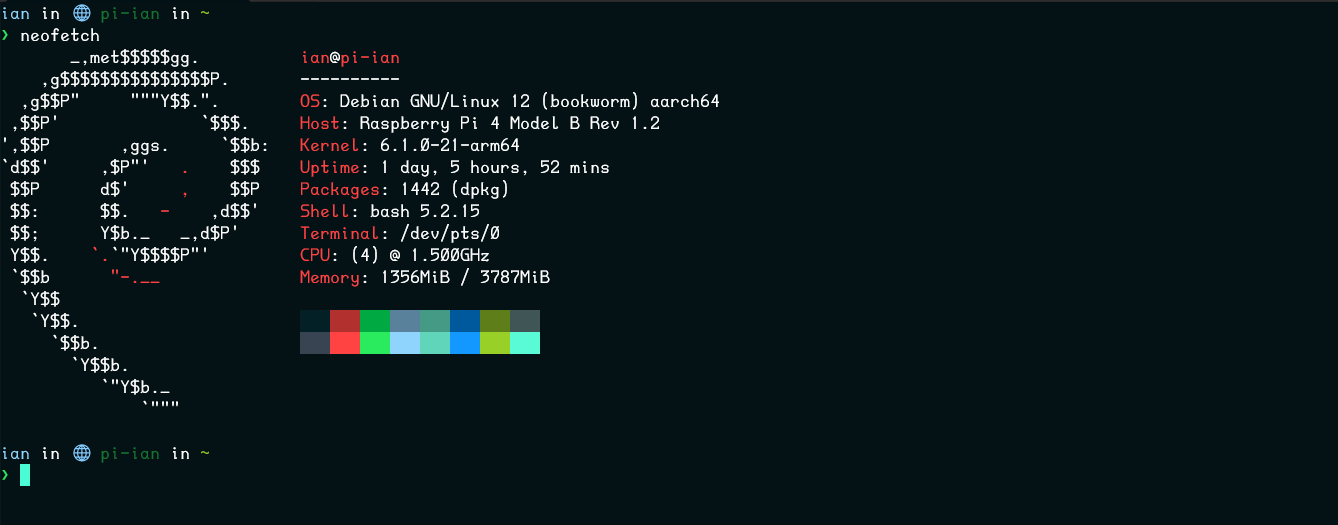 ian in 🌐 pi-ian in ~
❯ neofetch
       _,met$$$$$gg.          ian@pi-ian
    ,g$$$$$$$$$$$$$$$P.       ----------
  ,g$$P"     """Y$$.".        OS: Debian GNU/Linux 12 (bookworm) aarch64
 ,$$P'              `$$$.     Host: Raspberry Pi 4 Model B Rev 1.2
',$$P       ,ggs.     `$$b:   Kernel: 6.1.0-21-arm64
`d$$'     ,$P"'   .    $$$    Uptime: 1 day, 5 hours, 52 mins
 $$P      d$'     ,    $$P    Packages: 1442 (dpkg)
 $$:      $$.   -    ,d$$'    Shell: bash 5.2.15
 $$;      Y$b._   _,d$P'      Terminal: /dev/pts/0
 Y$$.    `.`"Y$$$$P"'         CPU: (4) @ 1.500GHz
 `$$b      "-.__              Memory: 1356MiB / 3787MiB
  `Y$$
   `Y$$.
     `$$b.
       `Y$$b.
          `"Y$b._
              `"""
ian in 🌐 pi-ian in ~
❯